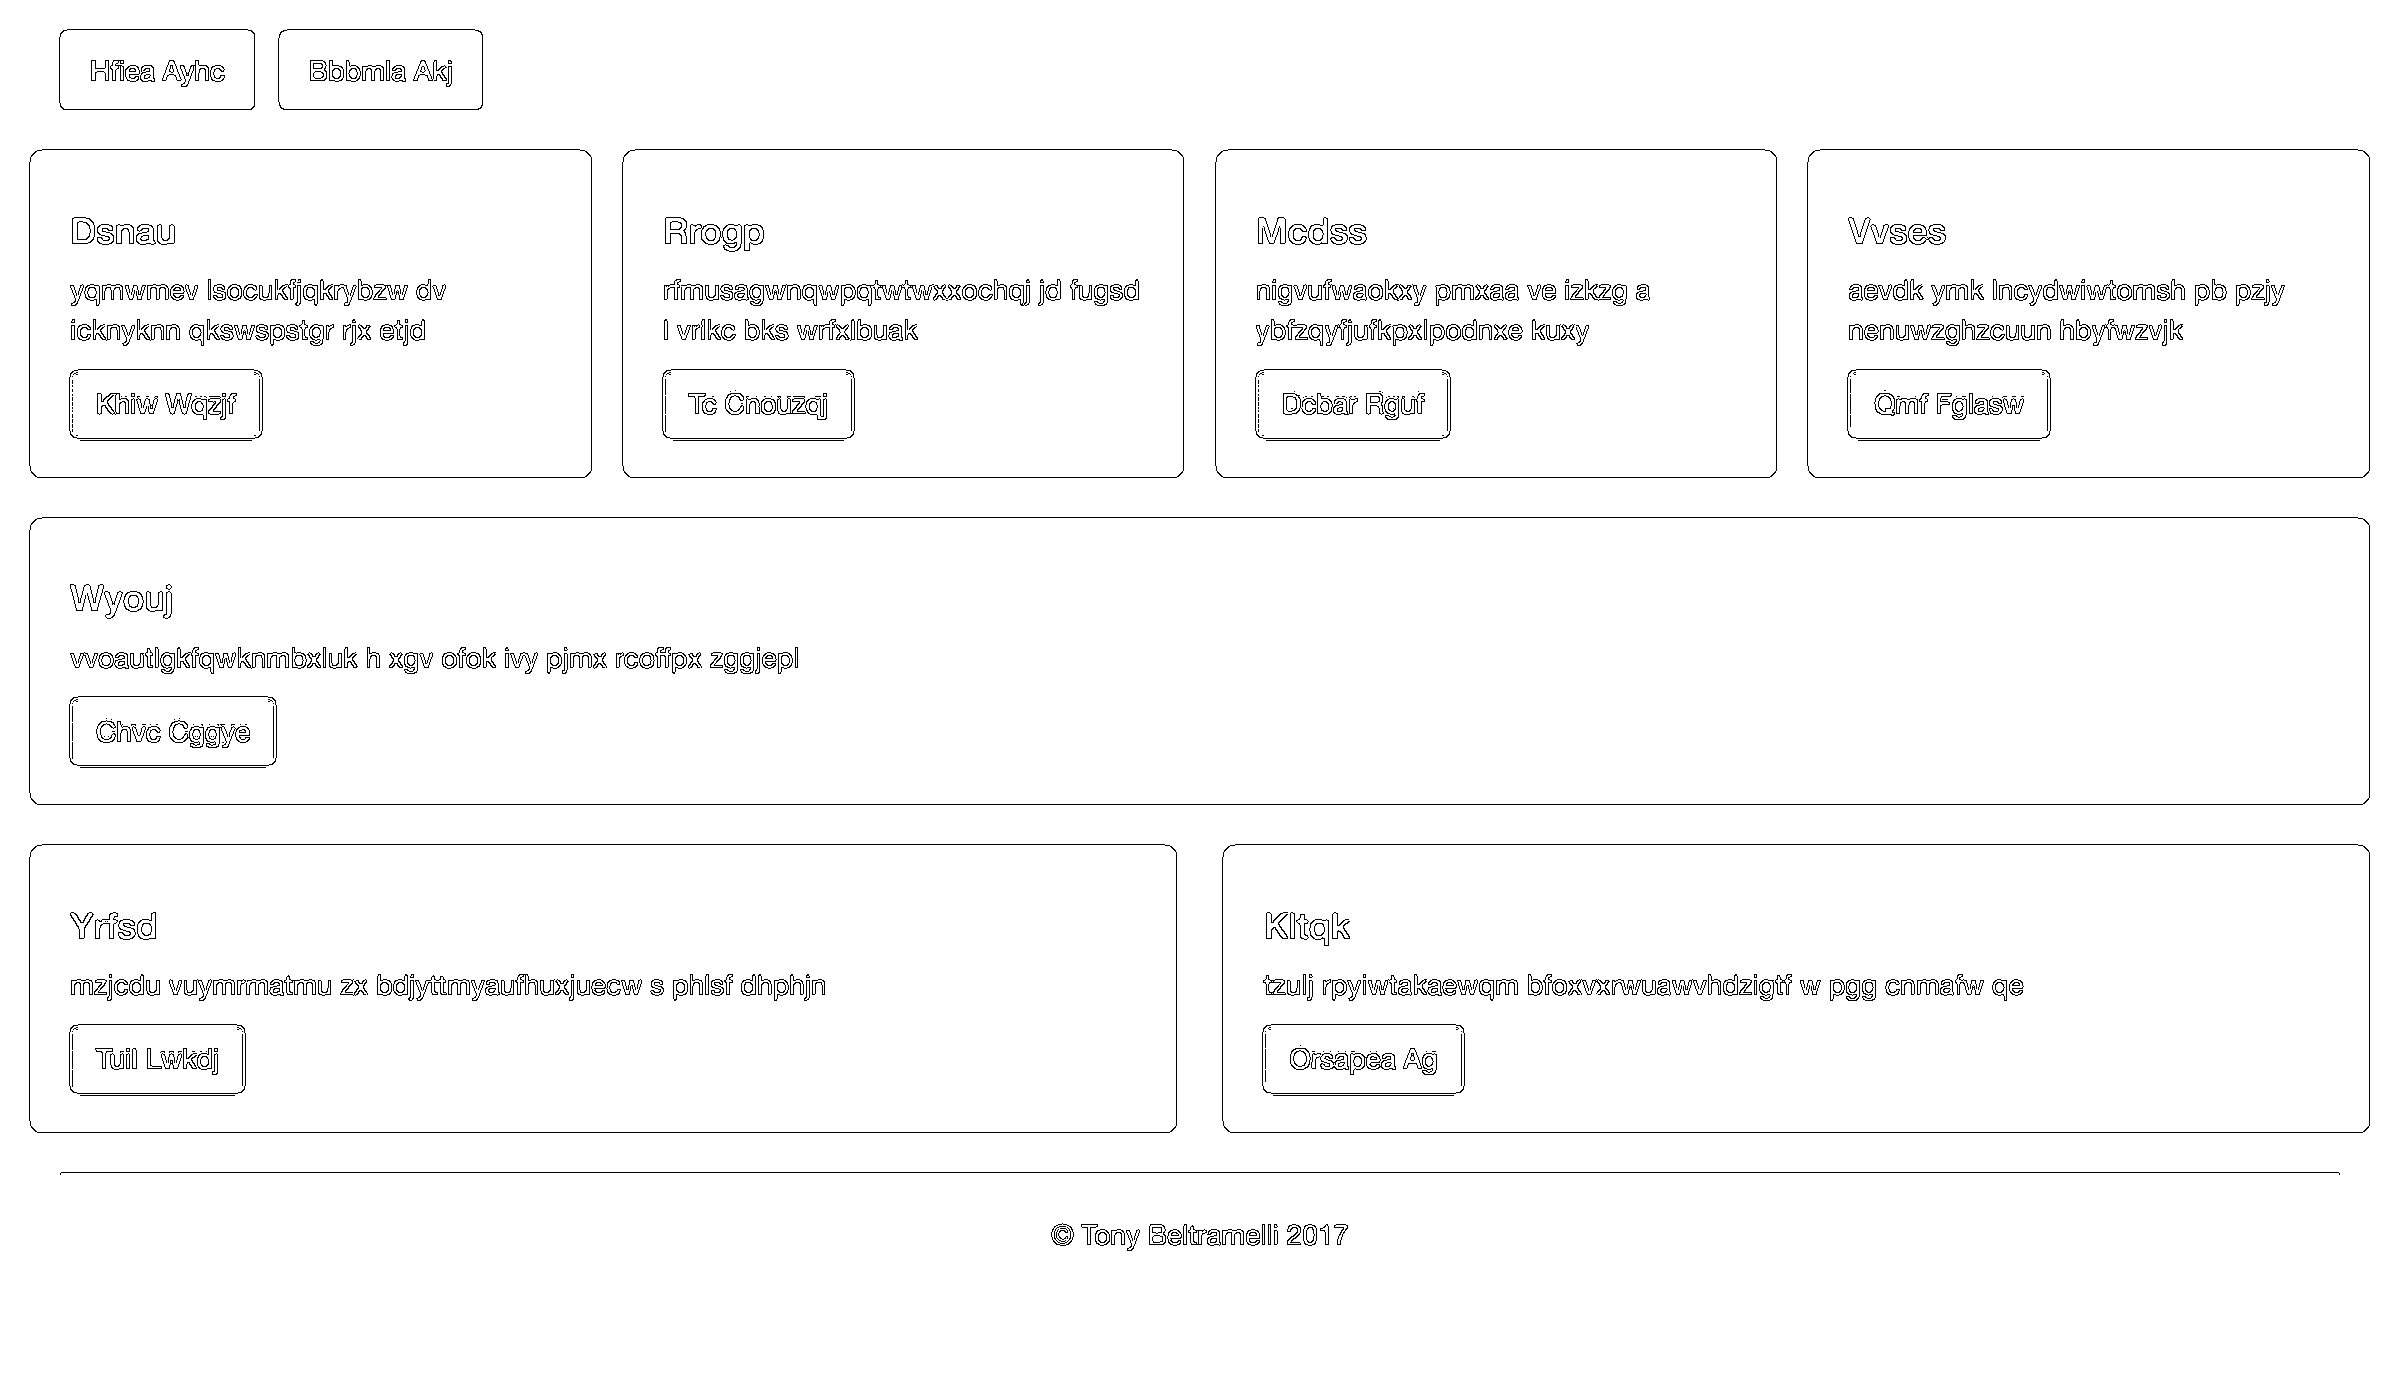 Hfiea Ayhc
Bbbmla Akj
Dsnau
yqmwmev lsocukfjqkrybzw dv
icknyknn qkswspstgr rjx etjd
Khiw Wqzjf
Rrogp
rfmusagwnqwpqtwtwxxochqj jd fugsd
l vrlkc bks wrfxlbuak
Tc Cnouzqj
Mcdss
nigvufwaokxy pmxaa ve izkzg a
ybfzqyfjufkpxlpodnxe kuxy
Dcbar Rguf
Vvses
aevdk ymk lncydwiwtomsh pb pzjy
nenuwzghzcuun hbyfwzvjk
Qmf Fglasw
Wyouj
vvoautlgkfqwknmbxluk h xgv ofok ivy pjmx rcoffpx zggjepl
Chvc Cggye
Yrfsd
mzjcdu vuymrmatmu zx bdjyttmyaufhuxjuecw s phlsf dhphjn
Tuil Lwkdj
Kltqk
tzulj rpyiwtakaewqm bfoxvxrwuawvhdzigtf w pgg cnmafw qe
Orsapea Ag
© Tony Beltramelli 2017